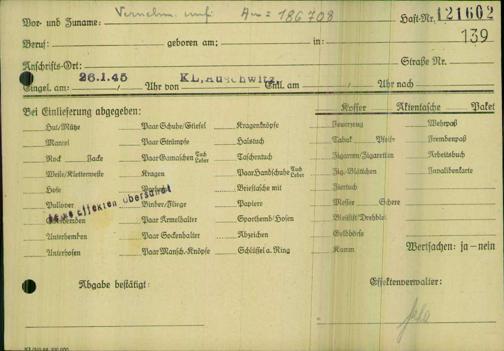 Vor- und Zuname: Au = 186708 Haft-Nr. 121602
139
Beruf: geboren am: in:
Anschrifts-Ort: Straße Nr.
Eingel. am: 26.1.45 Uhr von KL. Auschwitz Entl. am / Uhr nach
Bei Einlieferung abgegeben: Koffer Aktentasche Paket
Hut/Mütze Paar Schuhe/Stiefel Kragenknöpfe Feuerzeug Wehrpaß
Mantel Paar Strümpfe Halstuch Tabak Pfeife Fremdenpaß
Rock Jacke Paar Gamaschen Tuch Leder Taschentuch Zigarren/Zigaretten Arbeitsbuch
Weste/Kletterweste Kragen Paar Handschuhe Tuch Leder Zig.-Blättchen Invalidenkarte
Hose Brieftasche mit Feuertuch
Pullover Binder/Fliege Papiere Messer Schere
keine Effekten übersandt
Oberhemden Paar Ärmelhalter Sporthemd/Hosen Bleistift/Drehblei
Unterhemden Paar Sockenhalter Abzeichen Geldbörse Wertsachen: ja – nein
Unterhosen Paar Mansch.-Knöpfe Schlüssel a. Ring Kamm
Abgabe bestätigt: Effektenverwalter: